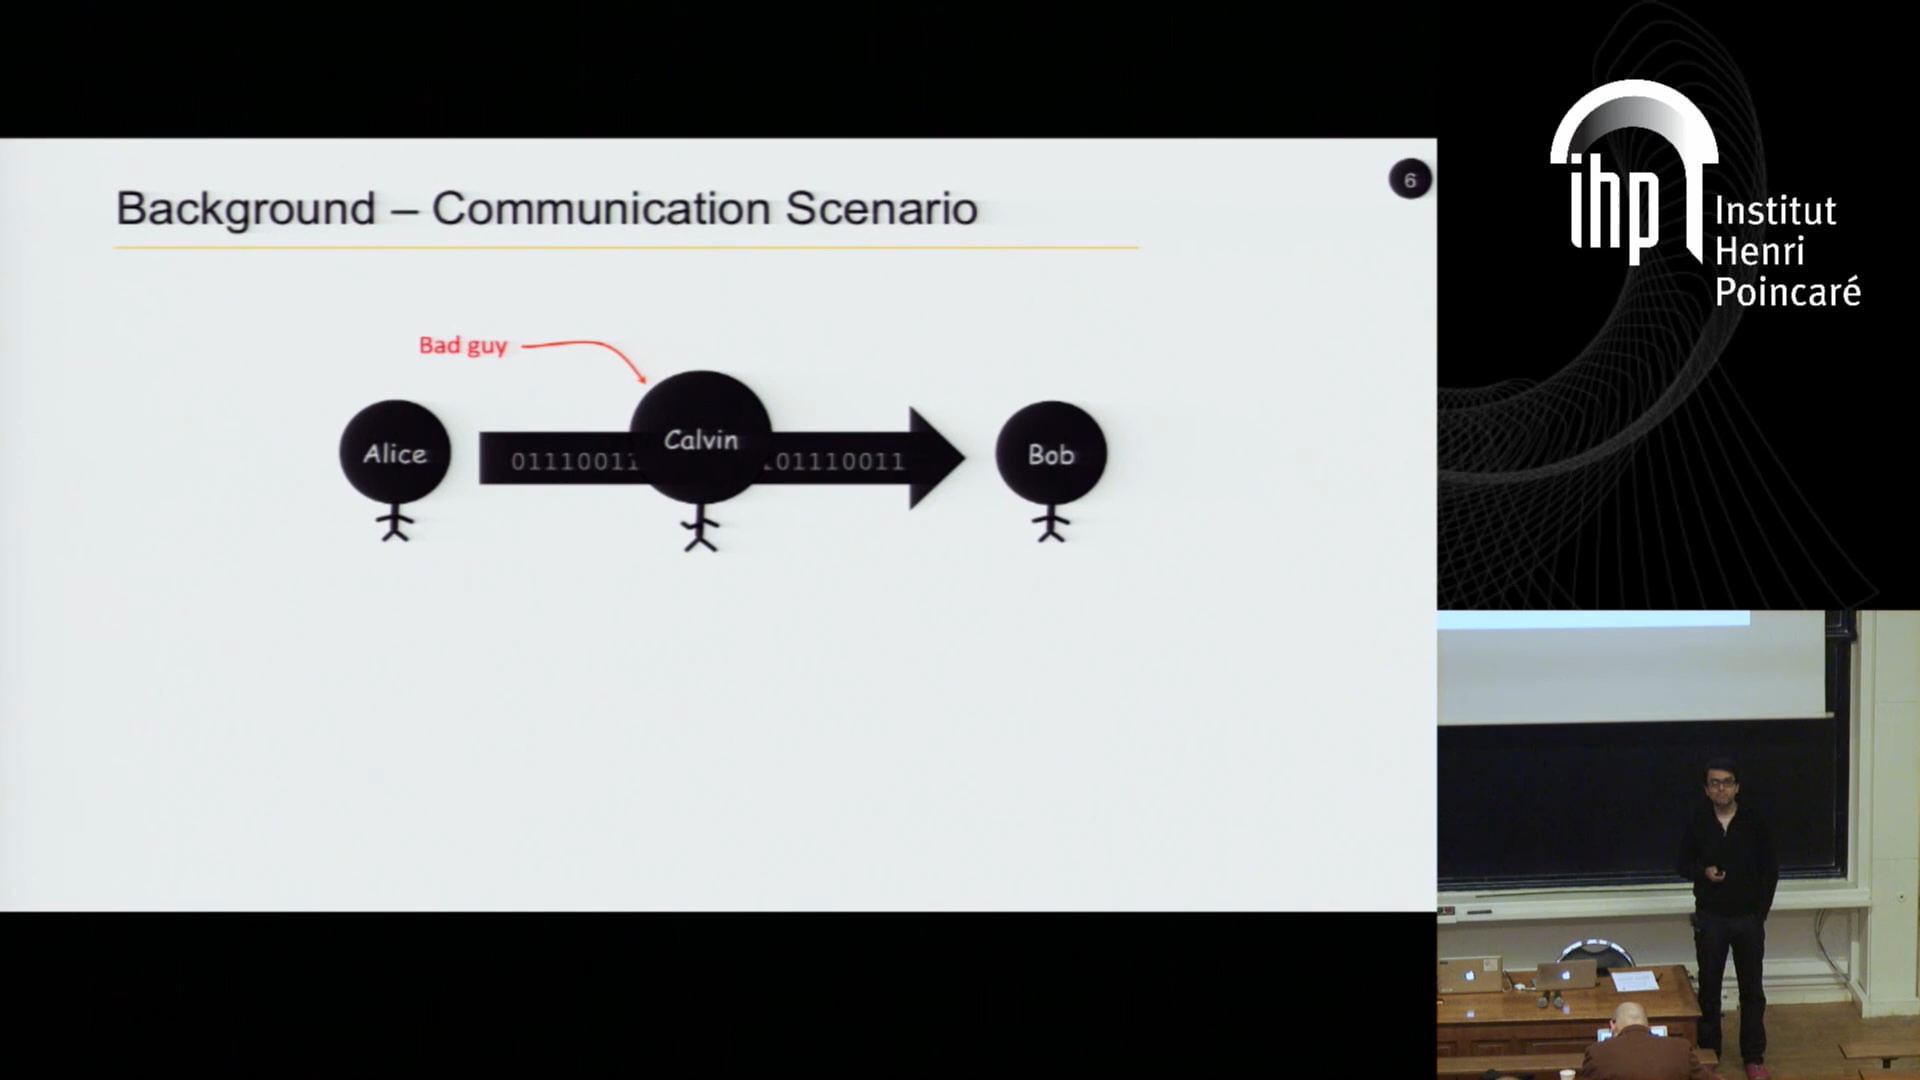 Background – Communication Scenario
6
Bad guy
Alice
Calvin
Bob
01110011
101110011
ihp
Institut
Henri
Poincaré